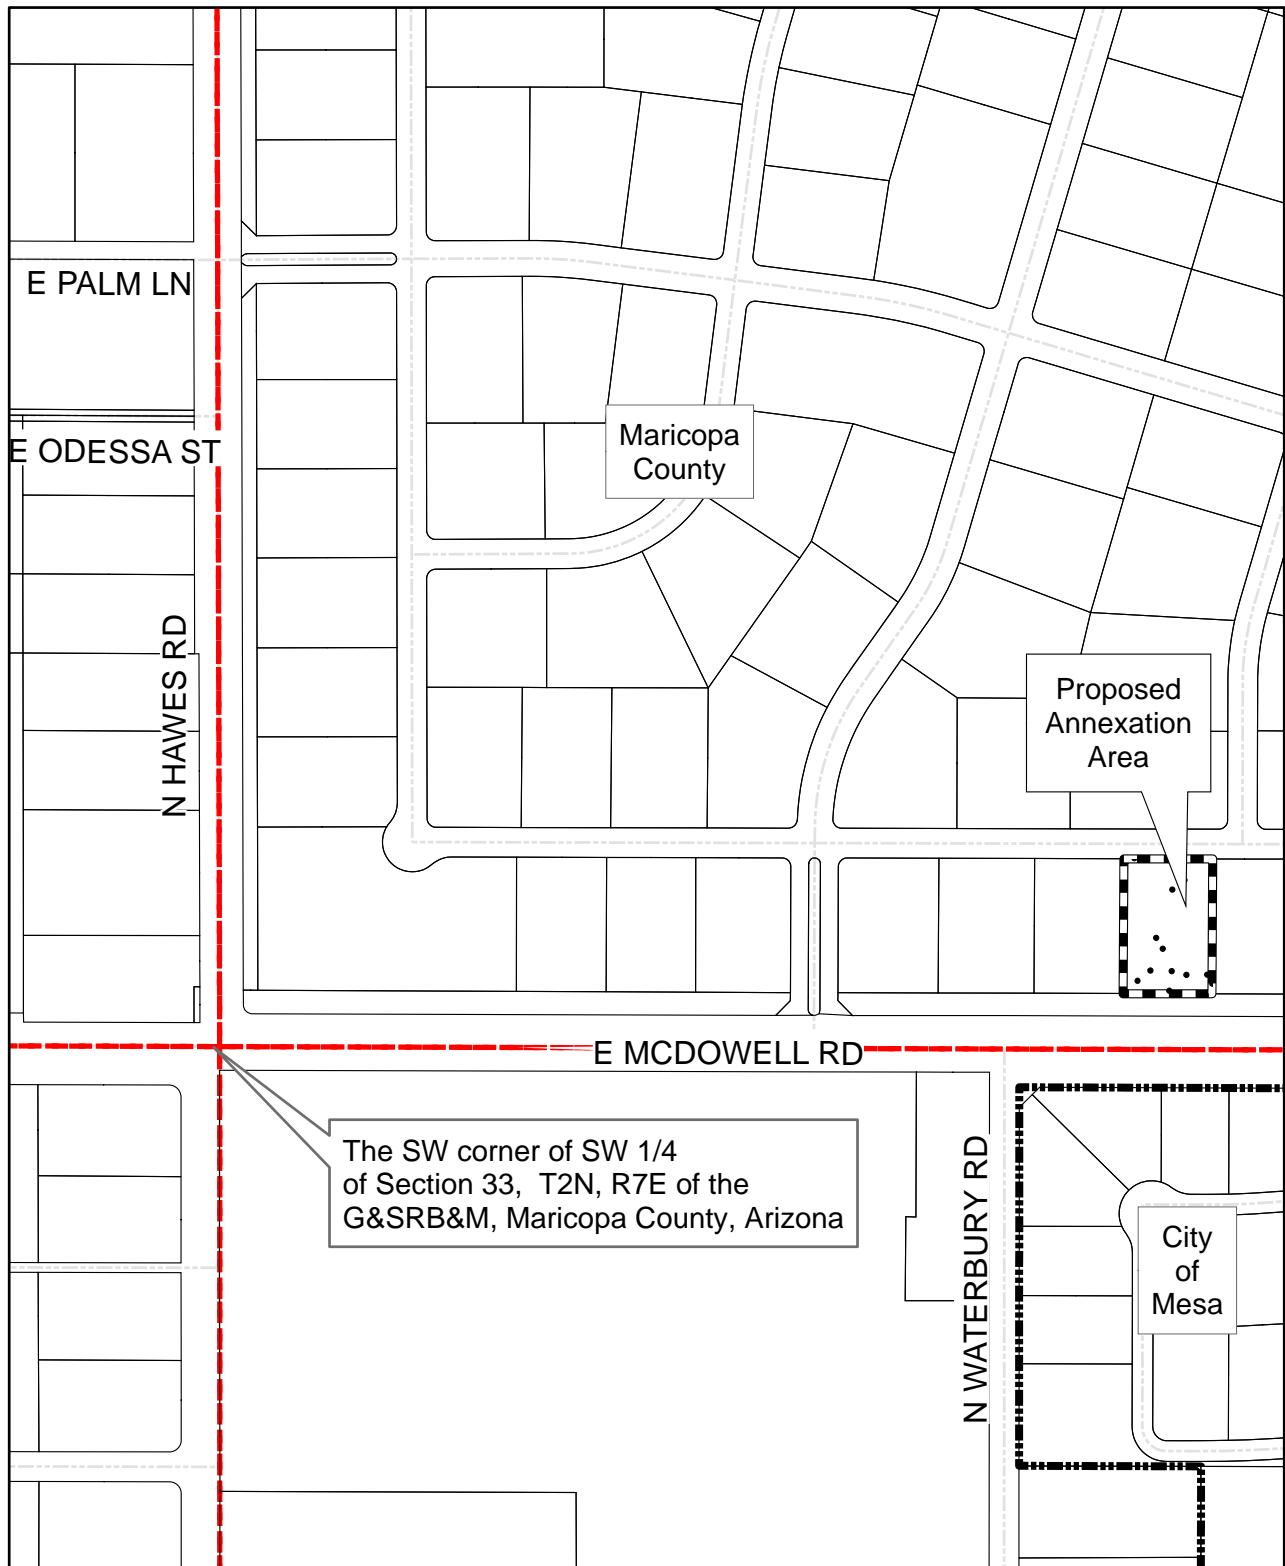 E PALM LN
E ODESSA ST
Maricopa
County
N HAWES RD
Proposed
Annexation
Area
E MCDOWELL RD
The SW corner of SW 1/4
of Section 33,  T2N, R7E of the
G&SRB&M, Maricopa County, Arizona
N WATERBURY RD
City
of
Mesa